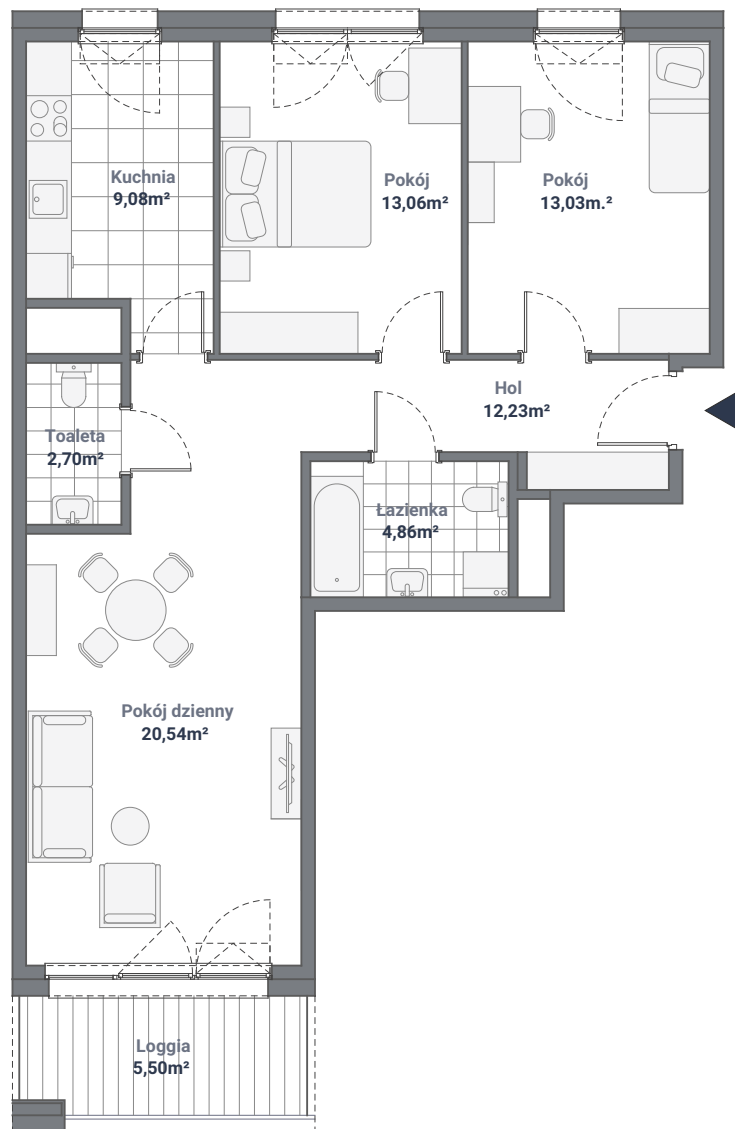 Kuchnia
9,08m²
Pokój
13,06m²
Pokój
13,03m.²
Hol
12,23m²
Toaleta
2,70m²
Łazienka
4,86m²
Pokój dzienny
20,54m²
Loggia
5,50m²